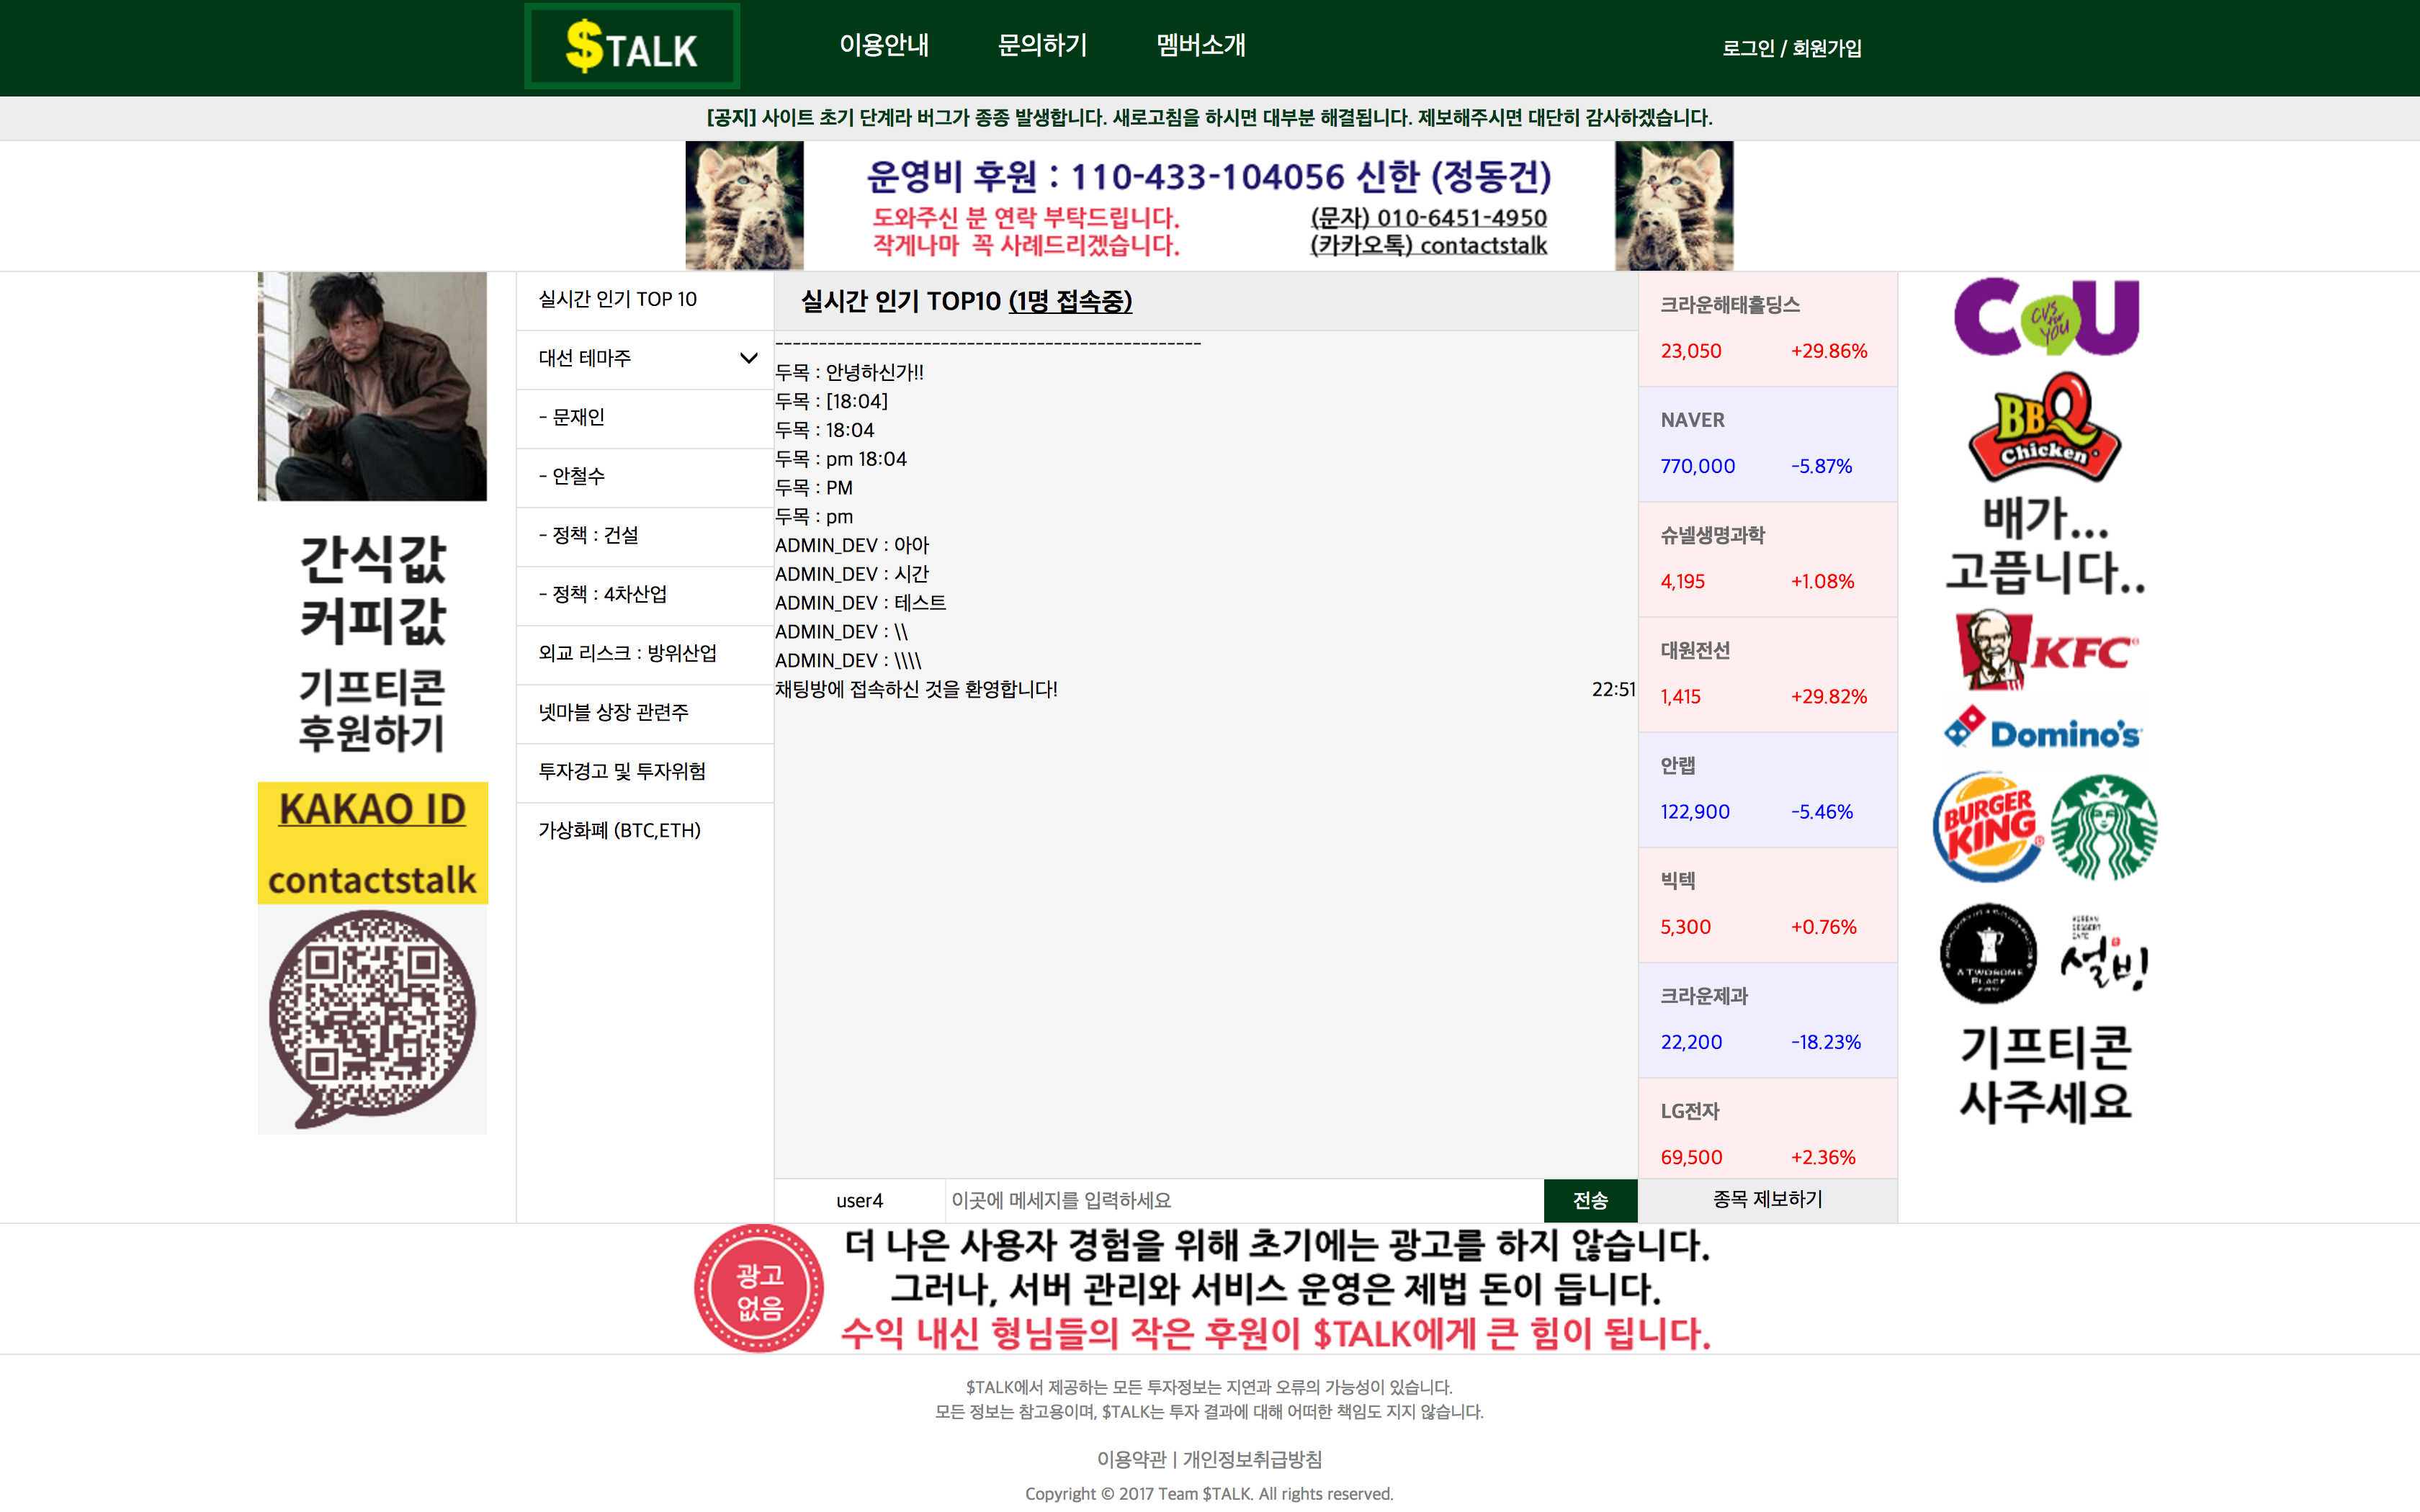 $TALK
이용안내
문의하기
멤버소개
로그인 / 회원가입
[공지] 사이트 초기 단계라 버그가 종종 발생합니다. 새로고침을 하시면 대부분 해결됩니다. 제보해주시면 대단히 감사하겠습니다.
운영비 후원 : 110-433-104056 신한 (정동건)
도와주신 분 연락 부탁드립니다.
(문자) 010-6451-4950
작게나마 꼭 사례드리겠습니다.
(카카오톡) contactstalk
간식값
커피값
기프티콘
후원하기
KAKAO ID
contactstalk
실시간 인기 TOP 10
대선 테마주
- 문재인
- 안철수
- 정책 : 건설
- 정책 : 4차산업
외교 리스크 : 방위산업
넷마블 상장 관련주
투자경고 및 투자위험
가상화폐 (BTC,ETH)
실시간 인기 TOP10 (1명 접속중)
-------------------------------------------------
두목 : 안녕하신가!!
두목 : [18:04]
두목 : 18:04
두목 : pm 18:04
두목 : PM
두목 : pm
ADMIN_DEV : 아아
ADMIN_DEV : 시간
ADMIN_DEV : 테스트
ADMIN_DEV : \\
ADMIN_DEV : \\\\
채팅방에 접속하신 것을 환영합니다! 22:51
user4
이곳에 메세지를 입력하세요
전송
크라운해태홀딩스
23,050 +29.86%
NAVER
770,000 -5.87%
슈넬생명과학
4,195 +1.08%
대원전선
1,415 +29.82%
안랩
122,900 -5.46%
빅텍
5,300 +0.76%
크라운제과
22,200 -18.23%
LG전자
69,500 +2.36%
종목 제보하기
CU
CVS for YOU
BBQ
Chicken
배가...
고픕니다..
KFC
Domino's
BURGER KING
A TWOSOME PLACE
설빙
기프티콘
사주세요
광고
없음
더 나은 사용자 경험을 위해 초기에는 광고를 하지 않습니다.
그러나, 서버 관리와 서비스 운영은 제법 돈이 듭니다.
수익 내신 형님들의 작은 후원이 $TALK에게 큰 힘이 됩니다.
$TALK에서 제공하는 모든 투자정보는 지연과 오류의 가능성이 있습니다.
모든 정보는 참고용이며, $TALK는 투자 결과에 대해 어떠한 책임도 지지 않습니다.
이용약관 | 개인정보취급방침
Copyright © 2017 Team $TALK. All rights reserved.